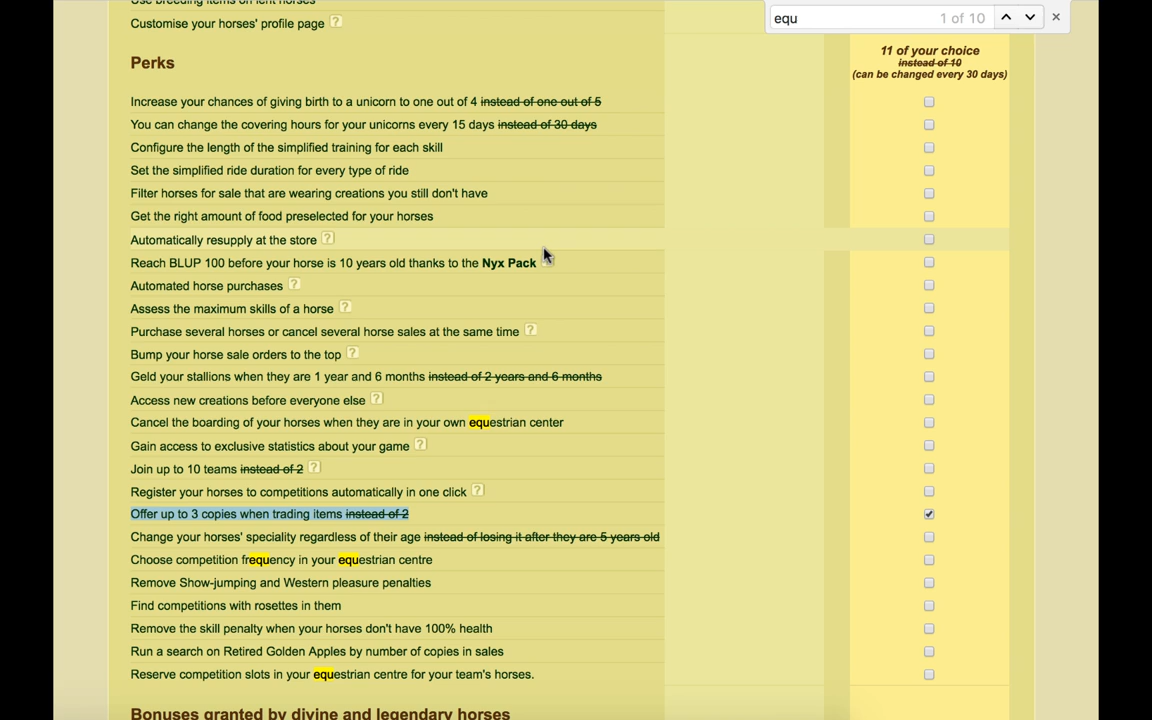 Use breeding items on lent horses
equ 1 of 10
Customise your horses' profile page ?
11 of your choice
instead of 10
(can be changed every 30 days)
Perks
Increase your chances of giving birth to a unicorn to one out of 4 instead of one out of 5
You can change the covering hours for your unicorns every 15 days instead of 30 days
Configure the length of the simplified training for each skill
Set the simplified ride duration for every type of ride
Filter horses for sale that are wearing creations you still don't have
Get the right amount of food preselected for your horses
Automatically resupply at the store ?
Reach BLUP 100 before your horse is 10 years old thanks to the Nyx Pack
Automated horse purchases ?
Assess the maximum skills of a horse ?
Purchase several horses or cancel several horse sales at the same time ?
Bump your horse sale orders to the top ?
Geld your stallions when they are 1 year and 6 months instead of 2 years and 6 months
Access new creations before everyone else ?
Cancel the boarding of your horses when they are in your own equestrian center
Gain access to exclusive statistics about your game ?
Join up to 10 teams instead of 2 ?
Register your horses to competitions automatically in one click ?
Offer up to 3 copies when trading items instead of 2
Change your horses' speciality regardless of their age instead of losing it after they are 5 years old
Choose competition frequency in your equestrian centre
Remove Show-jumping and Western pleasure penalties
Find competitions with rosettes in them
Remove the skill penalty when your horses don't have 100% health
Run a search on Retired Golden Apples by number of copies in sales
Reserve competition slots in your equestrian centre for your team's horses.
Bonuses granted by divine and legendary horses